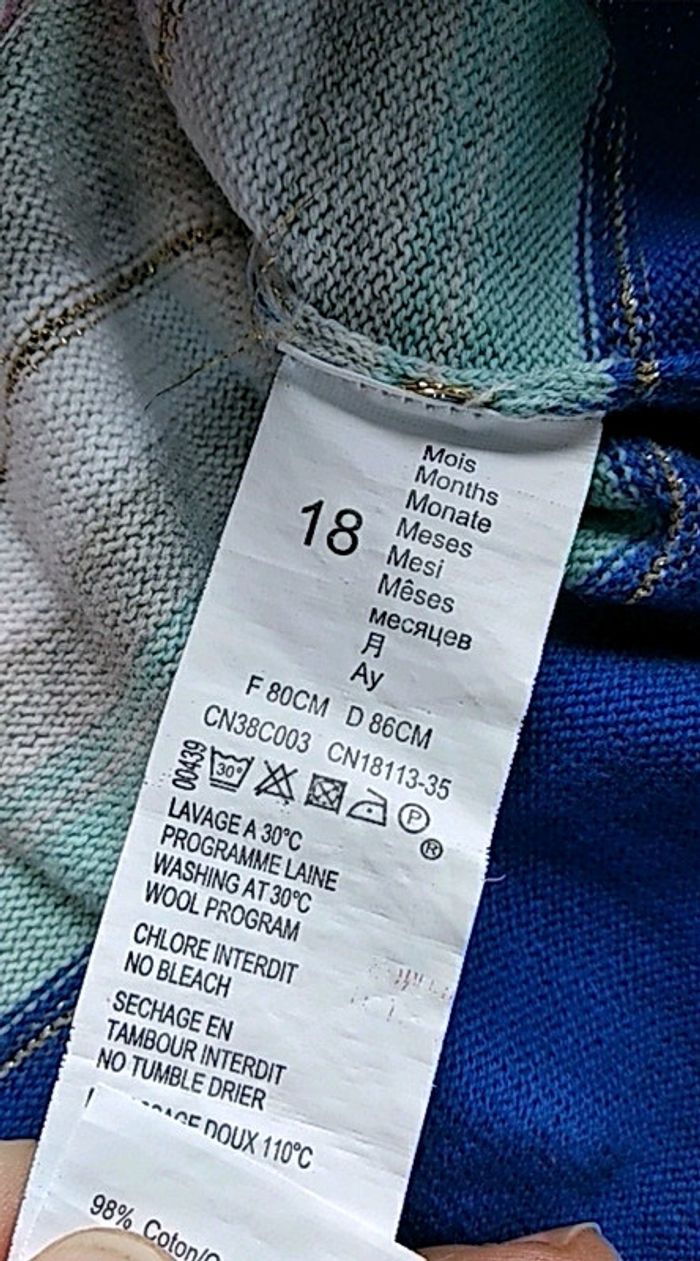 18
Mois
Months
Monate
Meses
Mesi
Mêses
месяцев
月
Ay
F 80CM D 86CM
CN38C003 CN18113-35
00439
30° P
®
LAVAGE A 30°C
PROGRAMME LAINE
WASHING AT 30°C
WOOL PROGRAM
CHLORE INTERDIT
NO BLEACH
SECHAGE EN
TAMBOUR INTERDIT
NO TUMBLE DRIER
DOUX 110°C
98% Coton